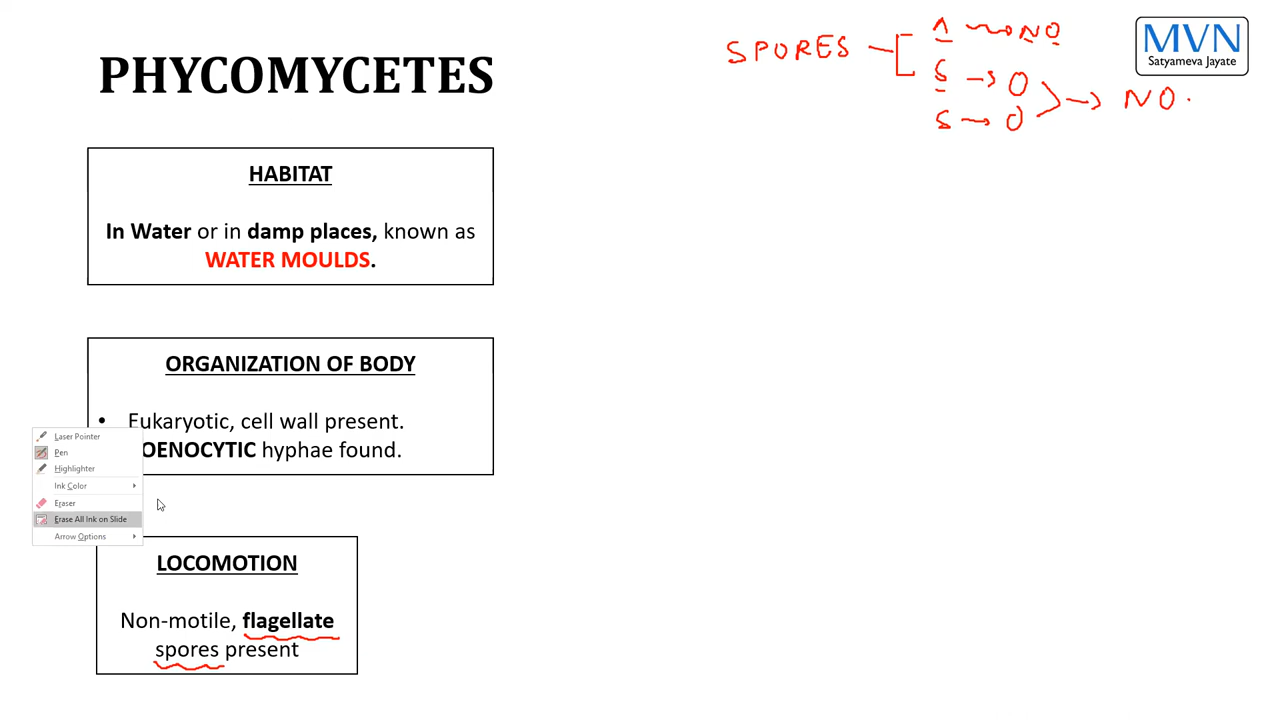 PHYCOMYCETES
SPORES
A → NO
S → O
S → O
→ NO.
MVN
Satyameva Jayate
HABITAT
In Water or in damp places, known as
WATER MOULDS.
ORGANIZATION OF BODY
• Eukaryotic, cell wall present.
OENOCYTIC hyphae found.
Laser Pointer
Pen
Highlighter
Ink Color
Eraser
Erase All Ink on Slide
Arrow Options
LOCOMOTION
Non-motile, flagellate
spores present